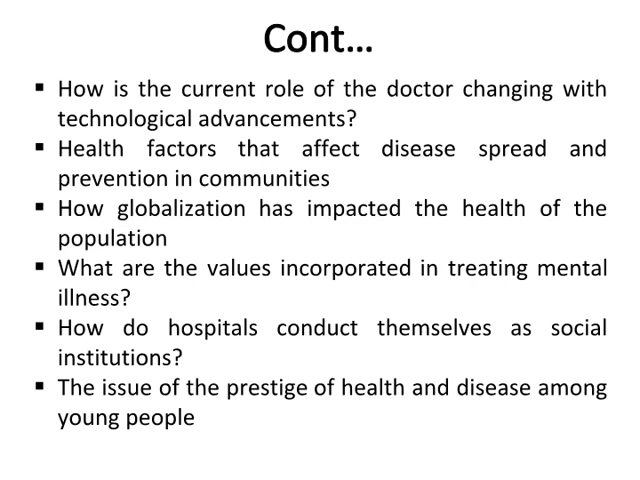 Cont...
▪ How is the current role of the doctor changing with
technological advancements?
▪ Health factors that affect disease spread and
prevention in communities
▪ How globalization has impacted the health of the
population
▪ What are the values incorporated in treating mental
illness?
▪ How do hospitals conduct themselves as social
institutions?
▪ The issue of the prestige of health and disease among
young people